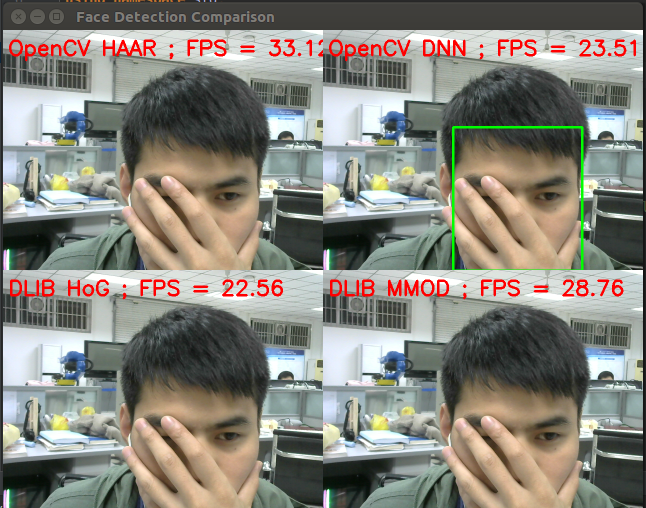 Face Detection Comparison
OpenCV HAAR ; FPS = 33.12
OpenCV DNN ; FPS = 23.51
DLIB HoG ; FPS = 22.56
DLIB MMOD ; FPS = 28.76